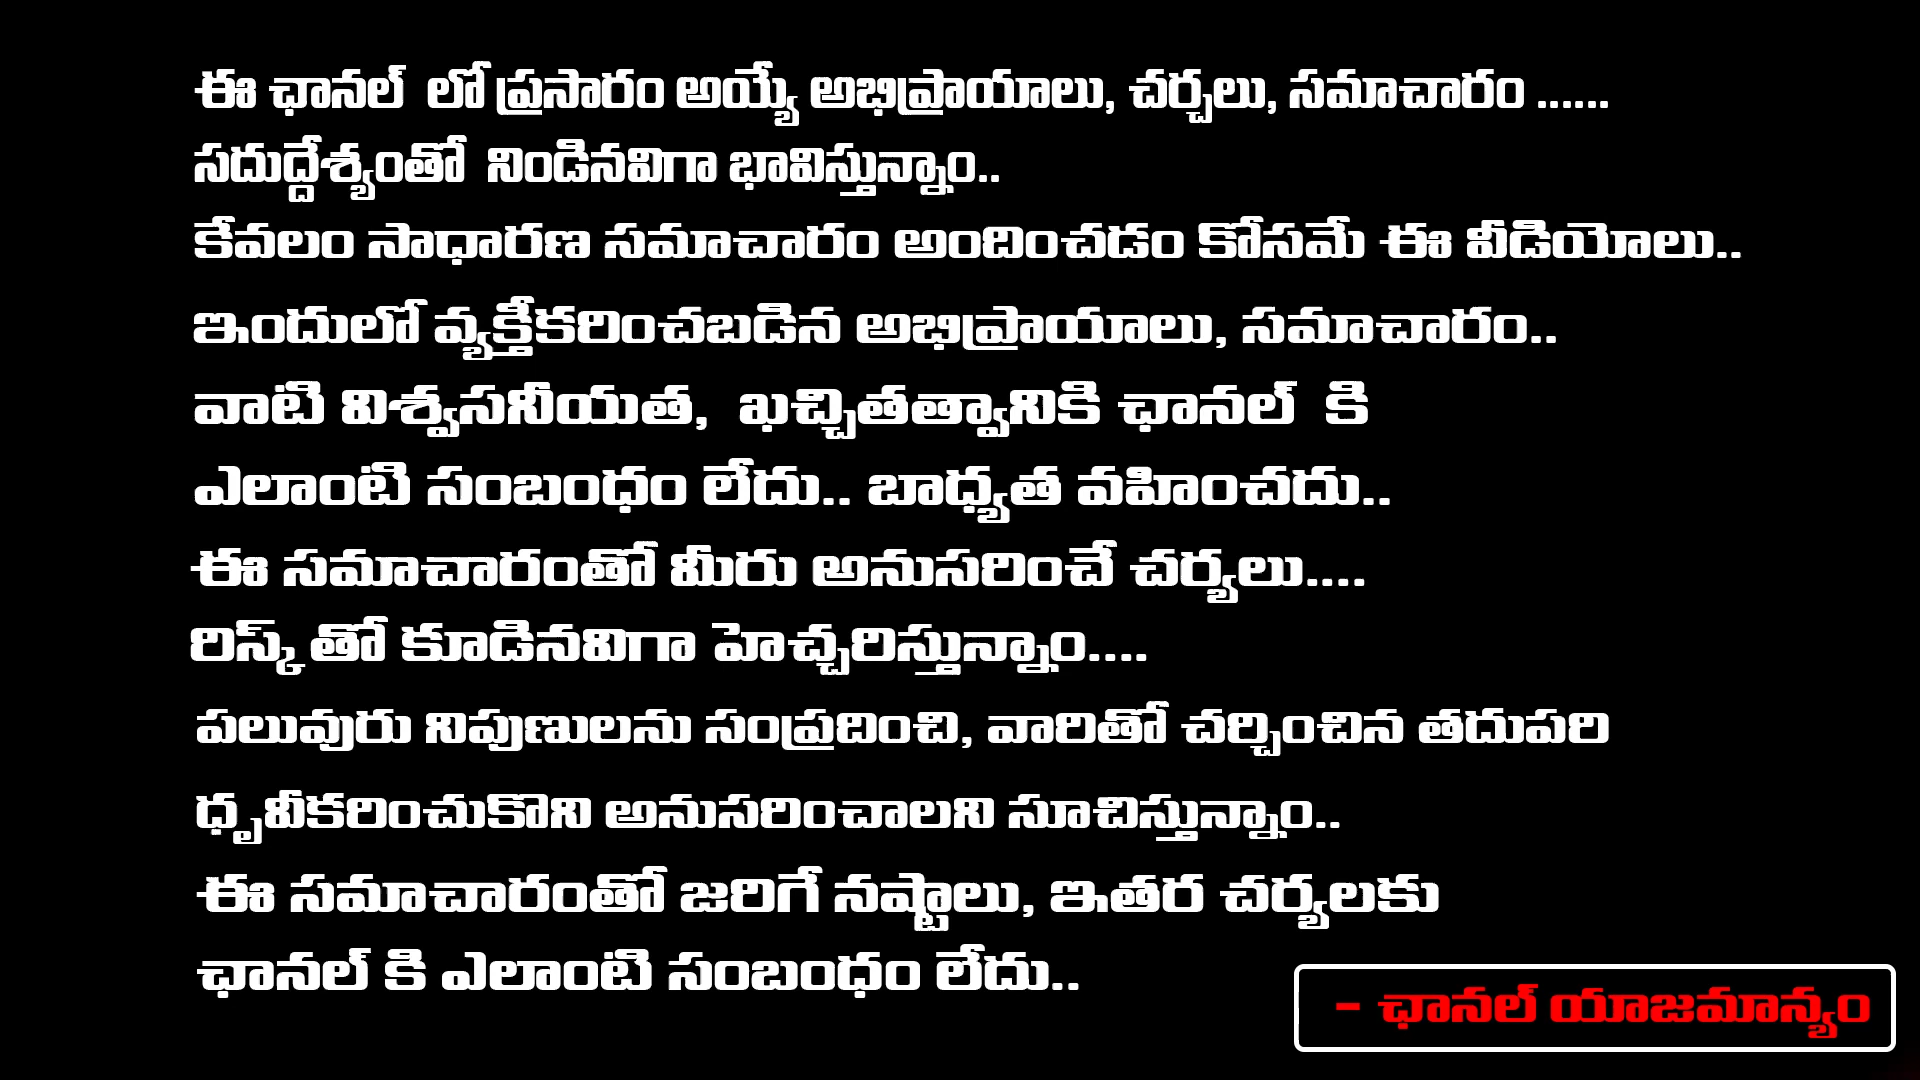 ఈ ఛానల్ లో ప్రసారం అయ్యే అభిప్రాయాలు, చర్చలు, సమాచారం ......
సదుద్దేశ్యంతో నిండినవిగా భావిస్తున్నాం..
కేవలం సాధారణ సమాచారం అందించడం కోసమే ఈ వీడియోలు..
ఇందులో వ్యక్తీకరించబడిన అభిప్రాయాలు, సమాచారం..
వాటి విశ్వసనీయత, ఖచ్చితత్వానికి ఛానల్ కి
ఎలాంటి సంబంధం లేదు.. బాధ్యత వహించదు..
ఈ సమాచారంతో మీరు అనుసరించే చర్యలు....
రిస్క్ తో కూడినవిగా హెచ్చరిస్తున్నాం....
పలువురు నిపుణులను సంప్రదించి, వారితో చర్చించిన తదుపరి
ధృవీకరించుకొని అనుసరించాలని సూచిస్తున్నాం..
ఈ సమాచారంతో జరిగే నష్టాలు, ఇతర చర్యలకు
ఛానల్ కి ఎలాంటి సంబంధం లేదు..
- ఛానల్ యాజమాన్యం